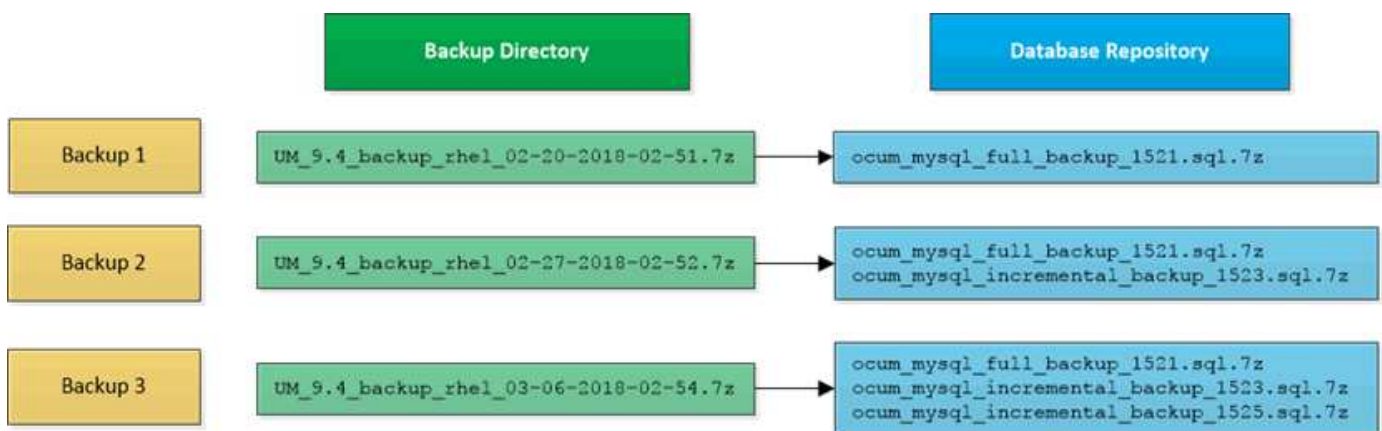 Backup Directory
Database Repository
Backup 1
UM_9.4_backup_rhel_02-20-2018-02-51.7z
ocum_mysql_full_backup_1521.sql.7z
Backup 2
UM_9.4_backup_rhel_02-27-2018-02-52.7z
ocum_mysql_full_backup_1521.sql.7z
ocum_mysql_incremental_backup_1523.sql.7z
Backup 3
UM_9.4_backup_rhel_03-06-2018-02-54.7z
ocum_mysql_full_backup_1521.sql.7z
ocum_mysql_incremental_backup_1523.sql.7z
ocum_mysql_incremental_backup_1525.sql.7z